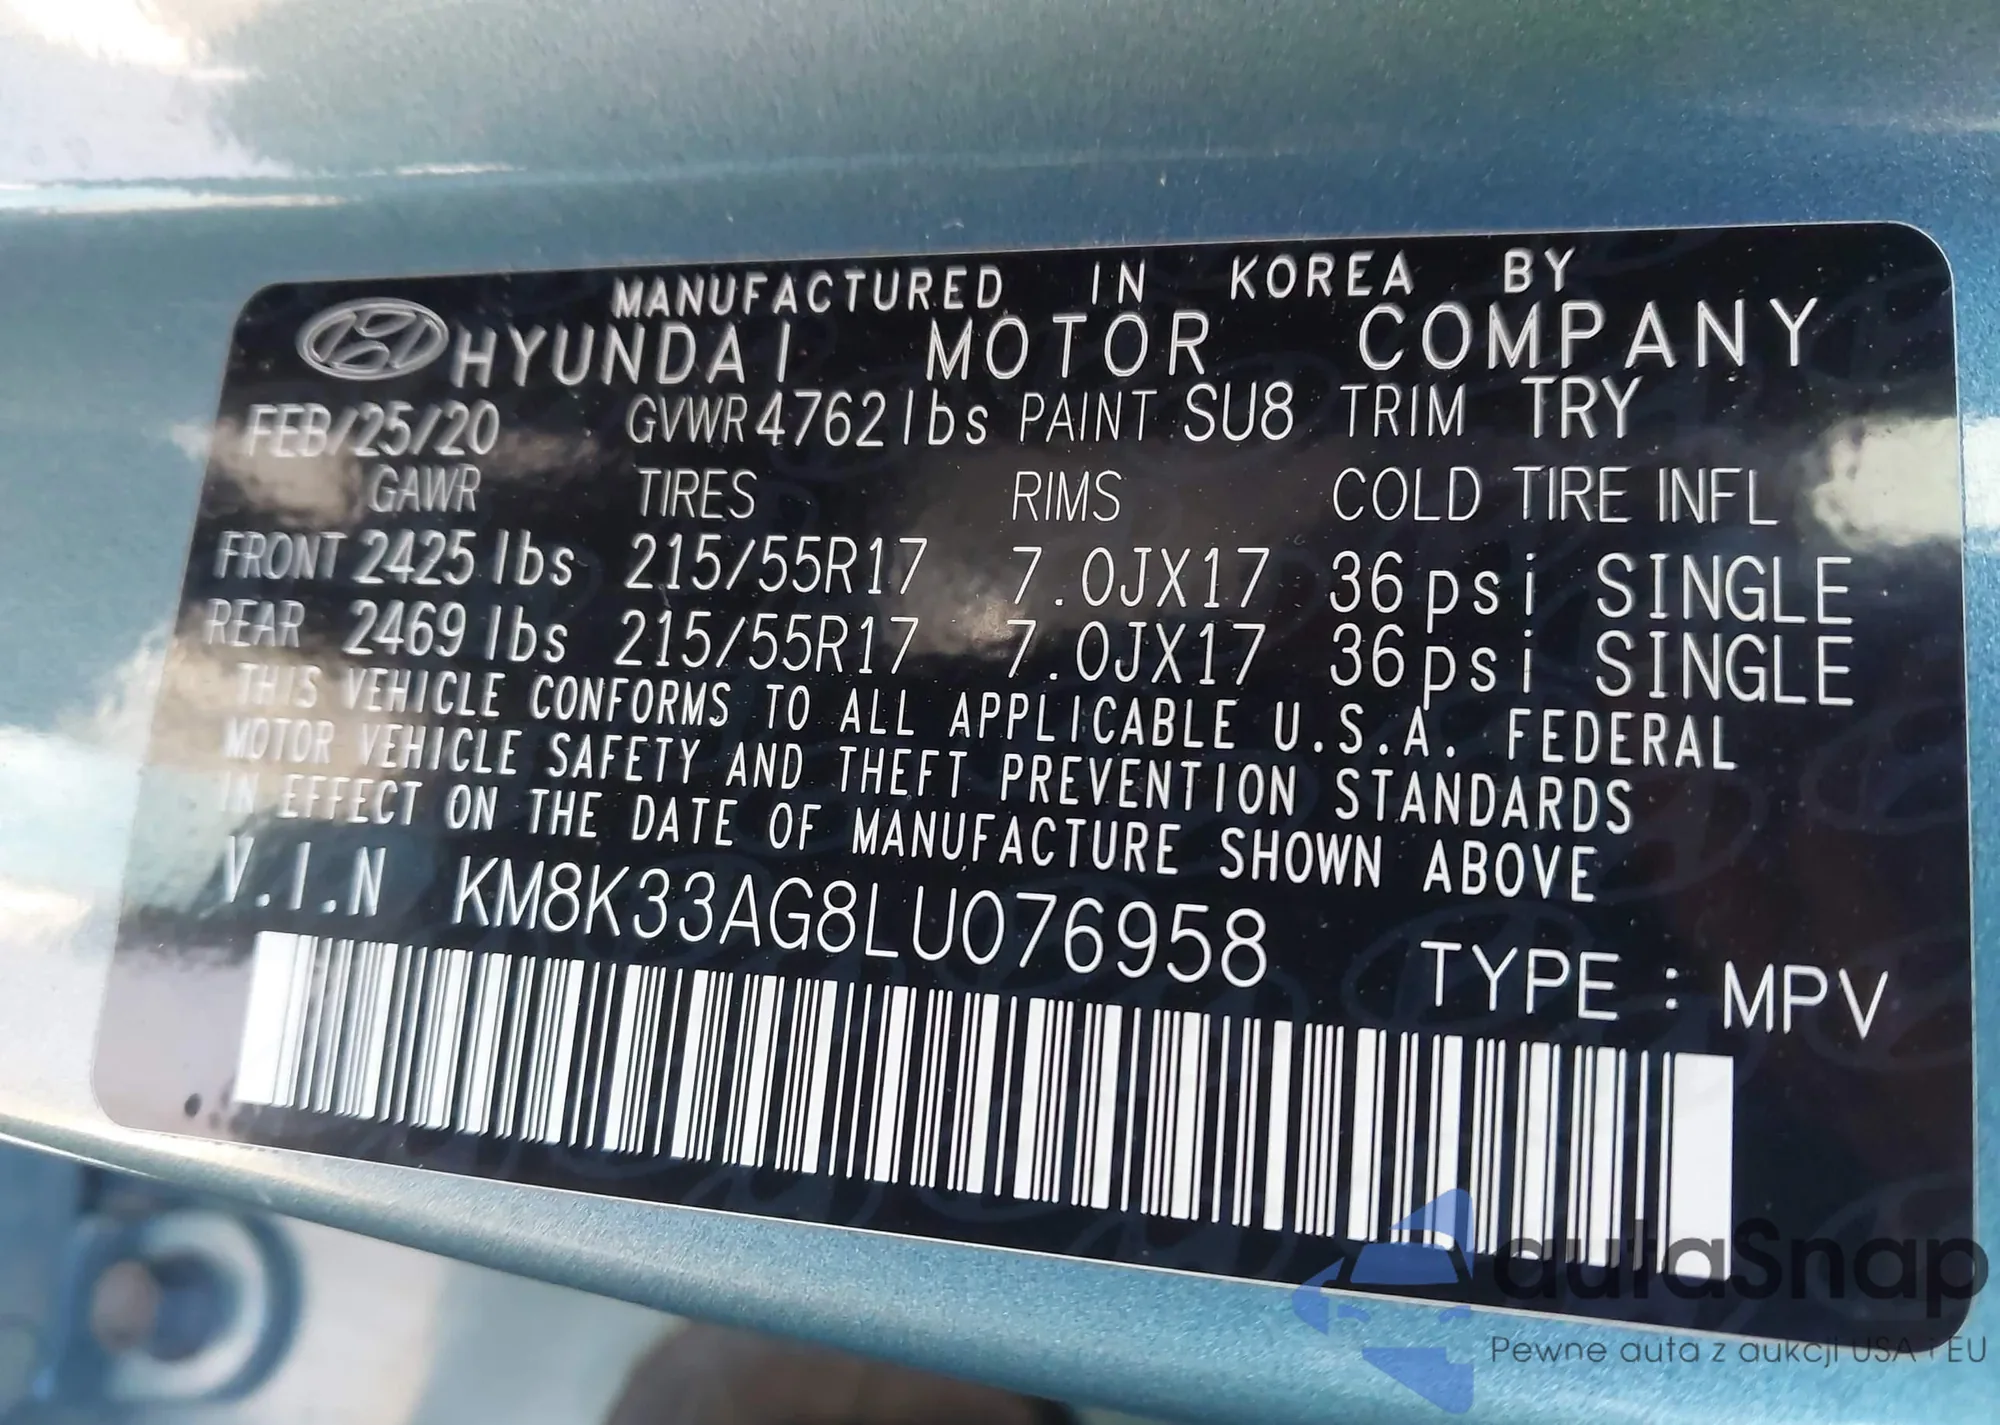 MANUFACTURED IN KOREA BY
HYUNDAI MOTOR COMPANY
FEB/25/20 GVWR 4762lbs PAINT SU8 TRIM TRY
GAWR TIRES RIMS COLD TIRE INFL
FRONT 2425 lbs 215/55R17 7.0JX17 36psi SINGLE
REAR 2469 lbs 215/55R17 7.0JX17 36psi SINGLE
THIS VEHICLE CONFORMS TO ALL APPLICABLE U.S.A. FEDERAL
MOTOR VEHICLE SAFETY AND THEFT PREVENTION STANDARDS
IN EFFECT ON THE DATE OF MANUFACTURE SHOWN ABOVE
V.I.N KM8K33AG8LU076958
TYPE : MPV
autaSnap
Pewne auta z aukcji USA i EU